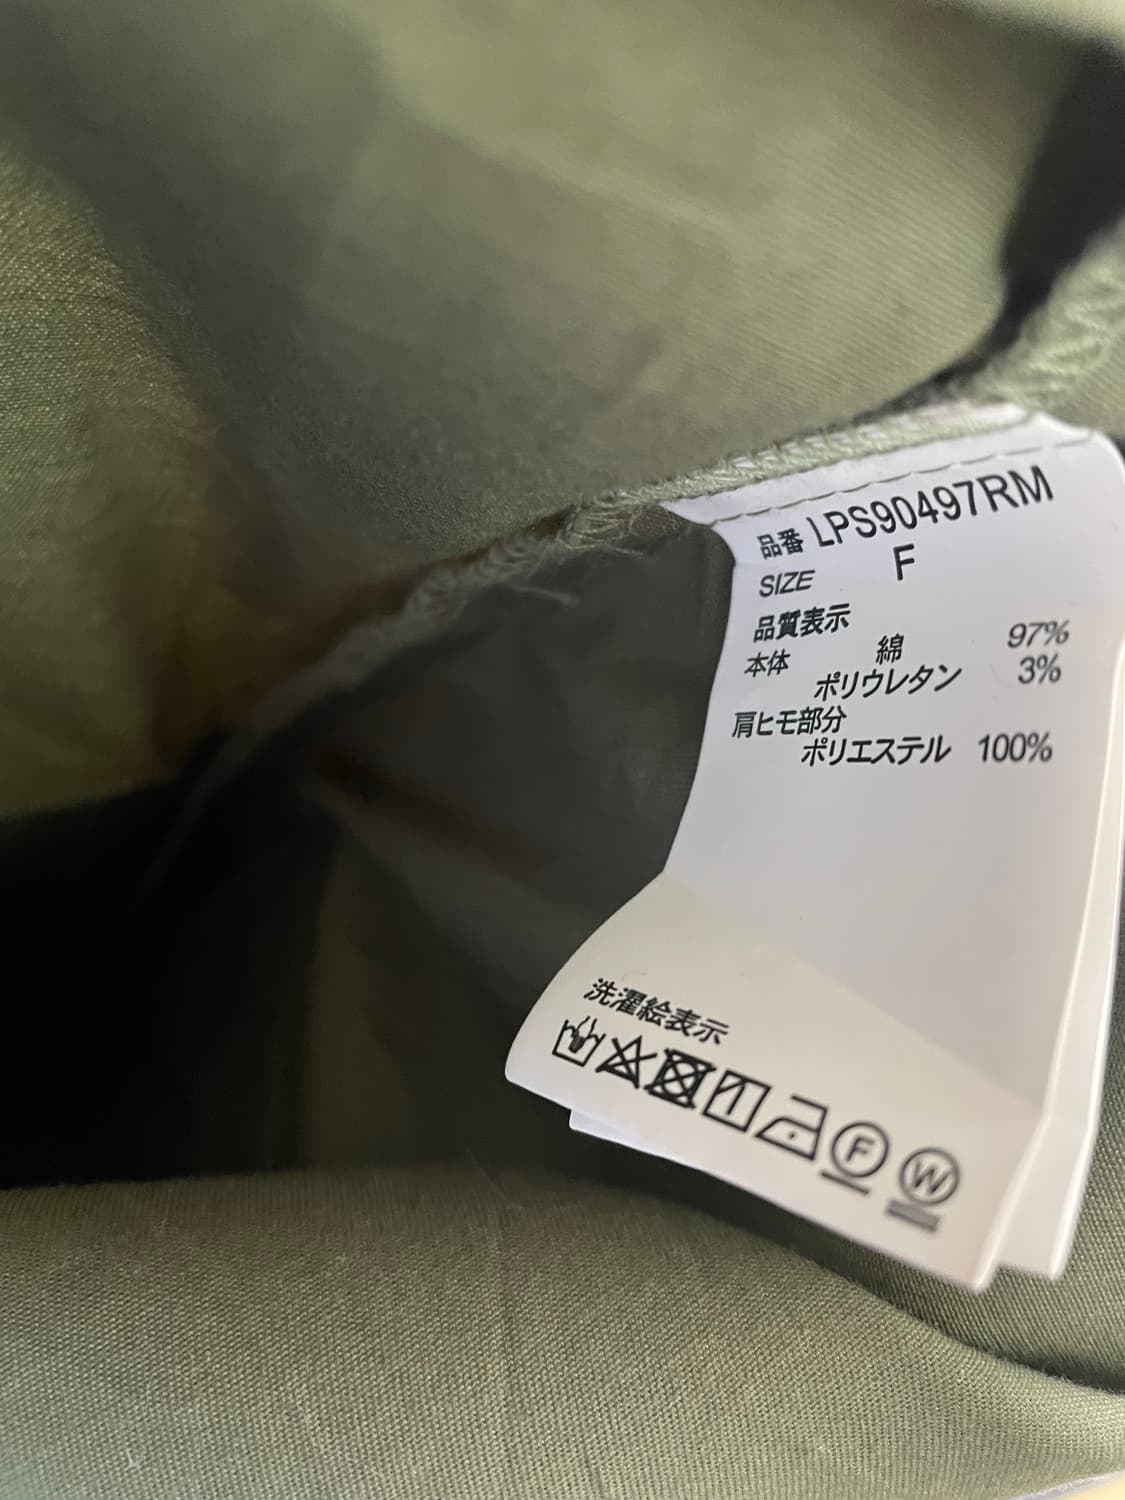 品番 LPS90497RM
SIZE F
品質表示
本体 綿 97%
ポリウレタン 3%
肩ヒモ部分
ポリエステル 100%
洗濯絵表示
F W